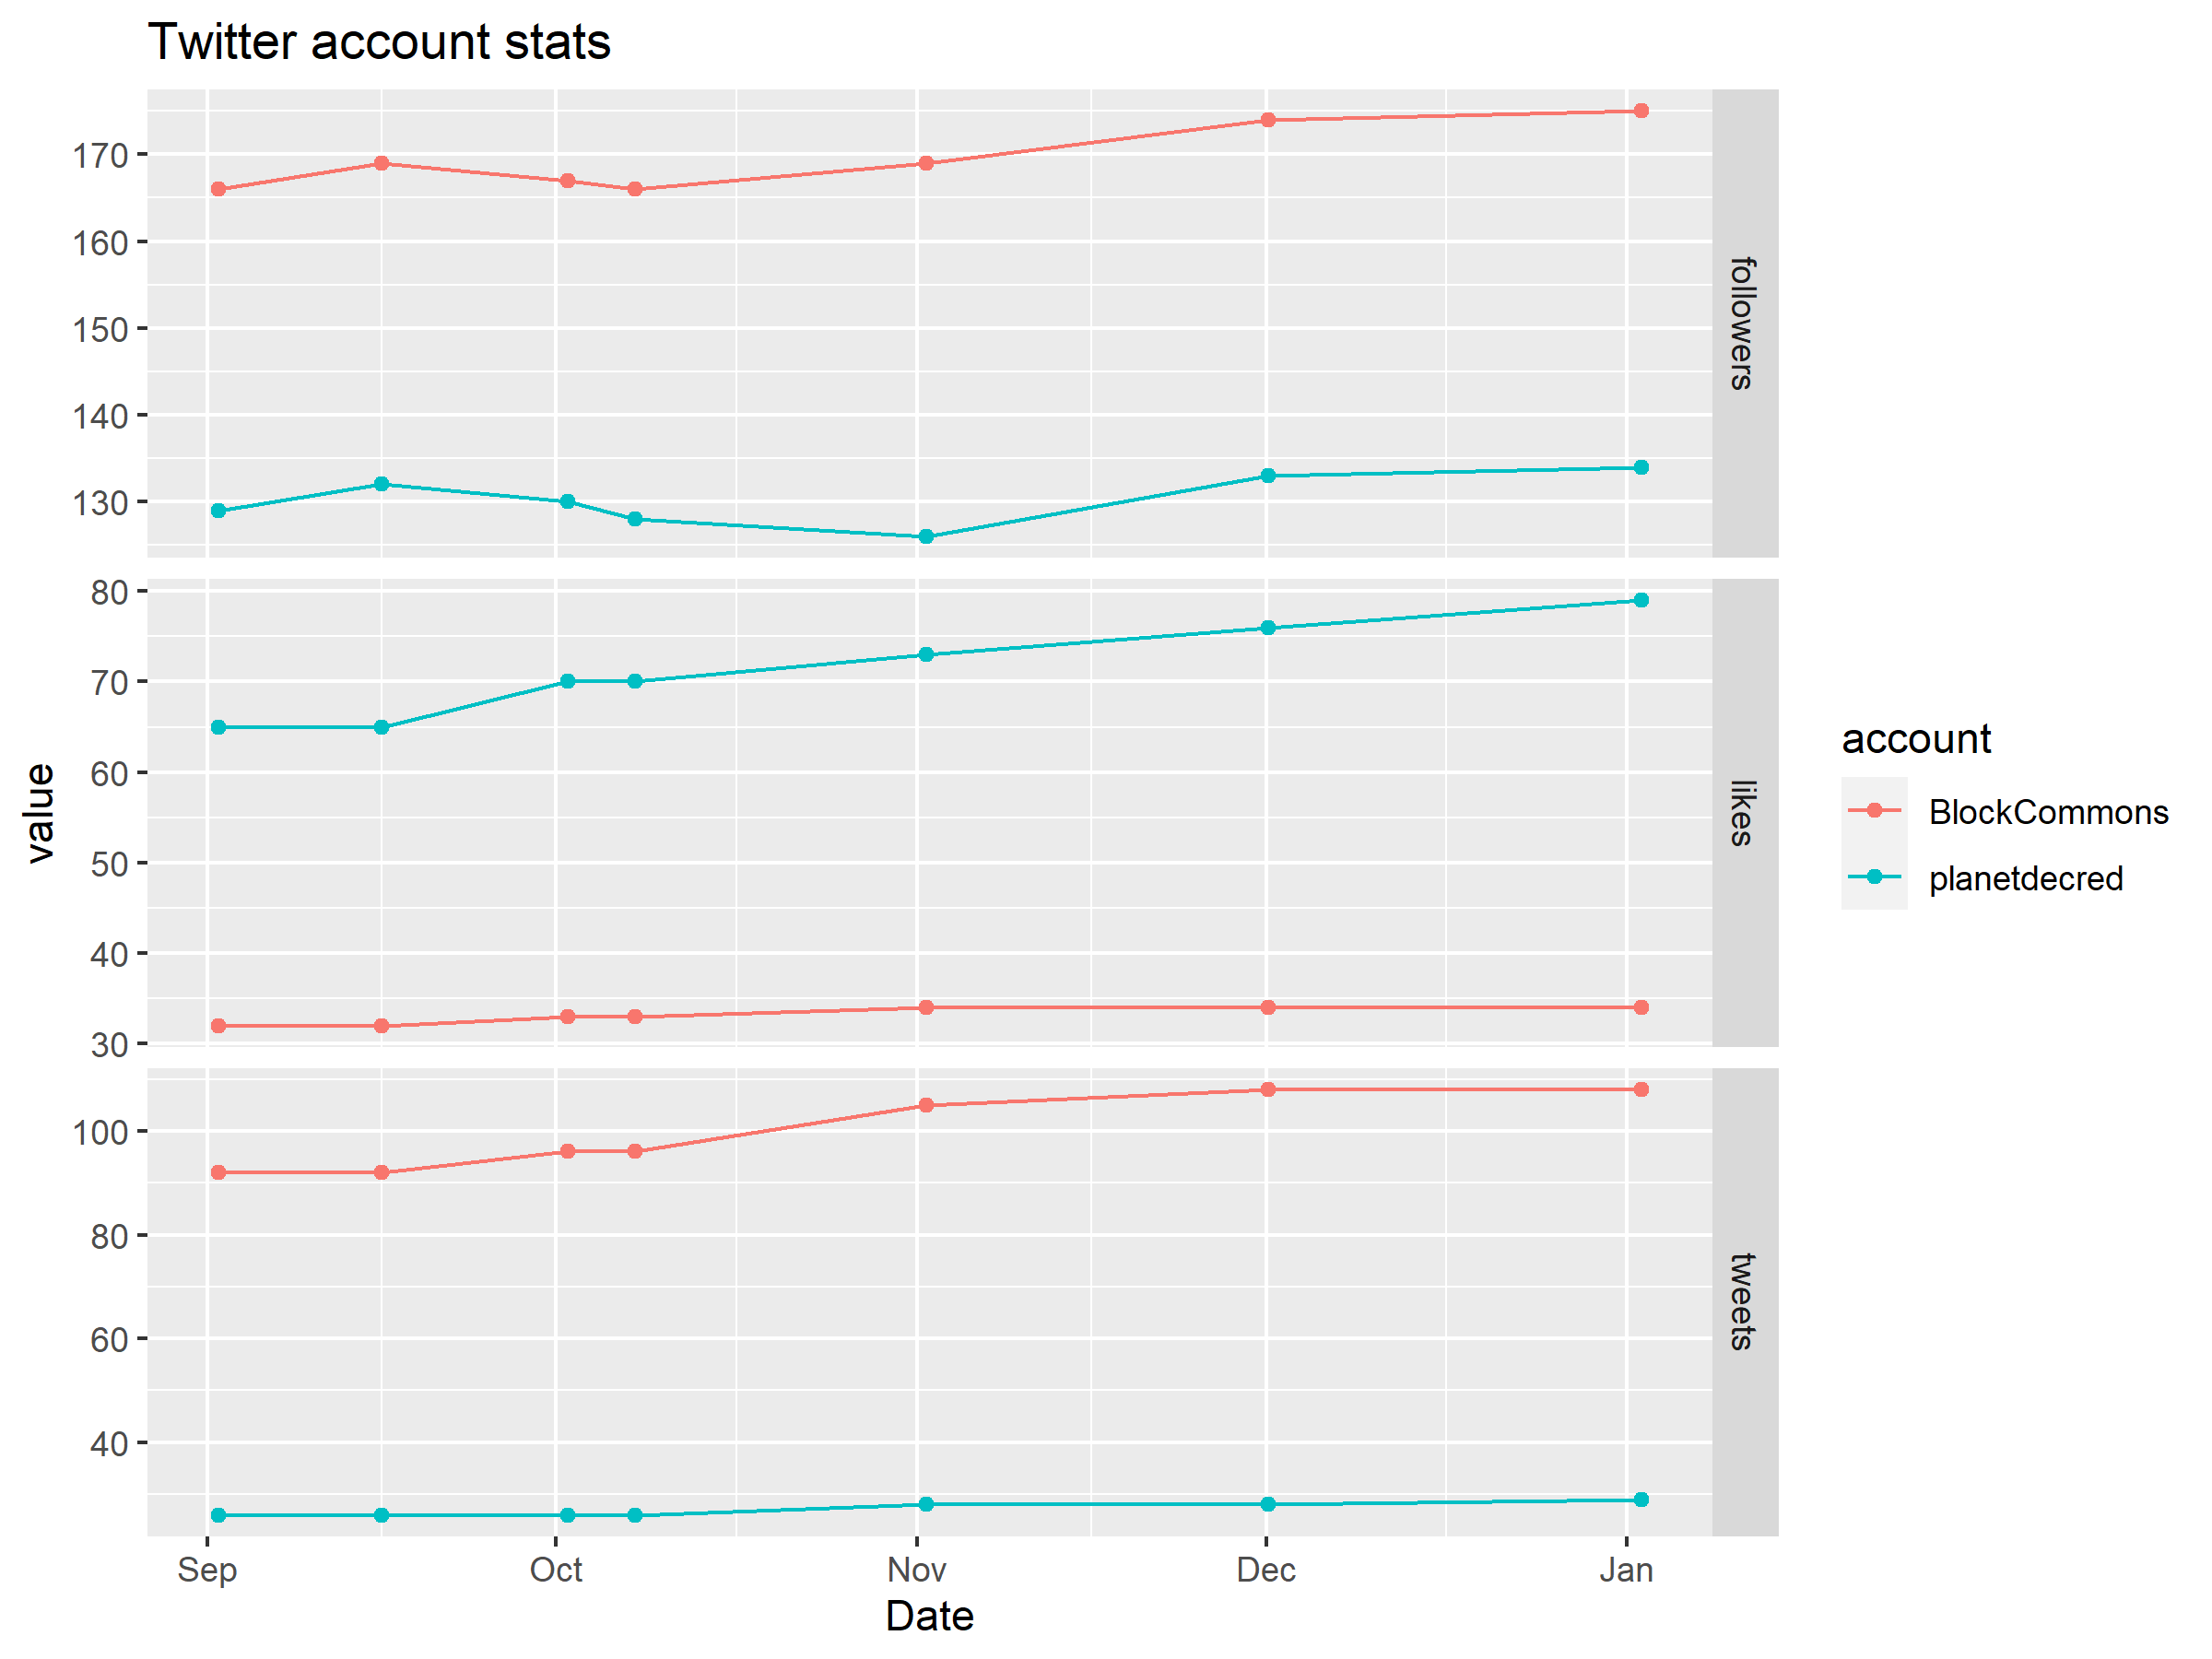 Twitter account stats
170
160
150
140
130
followers
80
70
60
50
40
30
likes
100
80
60
40
tweets
value
Sep Oct Nov Dec Jan
Date
account
BlockCommons
planetdecred